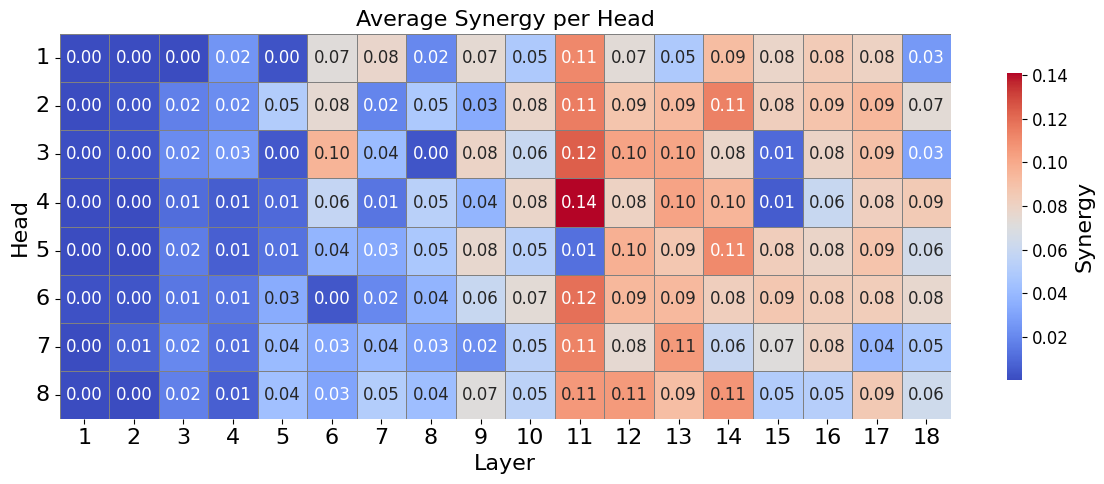 Average Synergy per Head
1 0.00 0.00 0.00 0.02 0.00 0.07 0.08 0.02 0.07 0.05 0.11 0.07 0.05 0.09 0.08 0.08 0.08 0.03
2 0.00 0.00 0.02 0.02 0.05 0.08 0.02 0.05 0.03 0.08 0.11 0.09 0.09 0.11 0.08 0.09 0.09 0.07
3 0.00 0.00 0.02 0.03 0.00 0.10 0.04 0.00 0.08 0.06 0.12 0.10 0.10 0.08 0.01 0.08 0.09 0.03
4 0.00 0.00 0.01 0.01 0.01 0.06 0.01 0.05 0.04 0.08 0.14 0.08 0.10 0.10 0.01 0.06 0.08 0.09
5 0.00 0.00 0.02 0.01 0.01 0.04 0.03 0.05 0.08 0.05 0.01 0.10 0.09 0.11 0.08 0.08 0.09 0.06
6 0.00 0.00 0.01 0.01 0.03 0.00 0.02 0.04 0.06 0.07 0.12 0.09 0.09 0.08 0.09 0.08 0.08 0.08
7 0.00 0.01 0.02 0.01 0.04 0.03 0.04 0.03 0.02 0.05 0.11 0.08 0.11 0.06 0.07 0.08 0.04 0.05
8 0.00 0.00 0.02 0.01 0.04 0.03 0.05 0.04 0.07 0.05 0.11 0.11 0.09 0.11 0.05 0.05 0.09 0.06
1 2 3 4 5 6 7 8 9 10 11 12 13 14 15 16 17 18
Layer
Head
0.14
0.12
0.10
0.08
0.06
0.04
0.02
Synergy